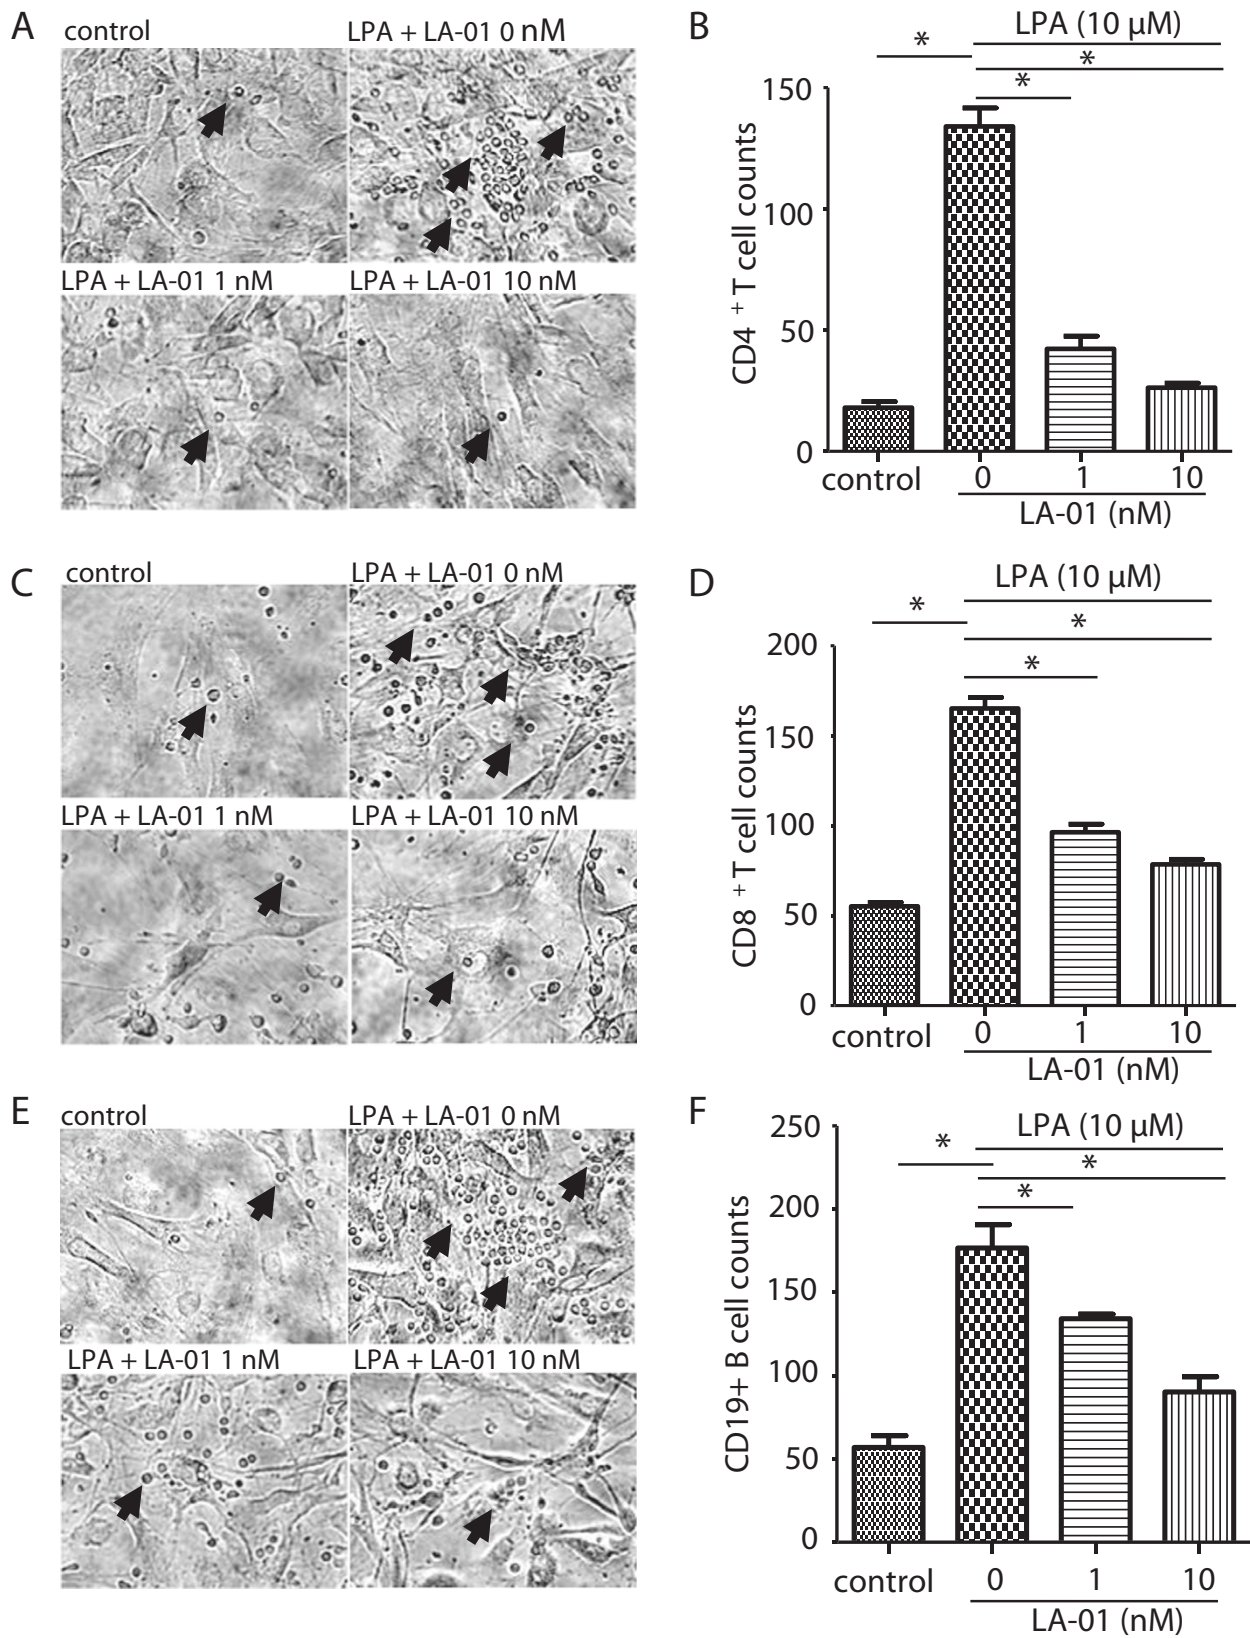 A
control
LPA + LA-01 0 nM
LPA + LA-01 1 nM
LPA + LA-01 10 nM
B
LPA (10 µM)
*
*
*
CD4 + T cell counts
150
100
50
0
control
0
1
10
LA-01 (nM)
C
control
LPA + LA-01 0 nM
LPA + LA-01 1 nM
LPA + LA-01 10 nM
D
LPA (10 µM)
*
*
*
CD8 + T cell counts
200
150
100
50
0
control
0
1
10
LA-01 (nM)
E
control
LPA + LA-01 0 nM
LPA + LA-01 1 nM
LPA + LA-01 10 nM
F
LPA (10 µM)
*
*
*
CD19+ B cell counts
250
200
150
100
50
0
control
0
1
10
LA-01 (nM)